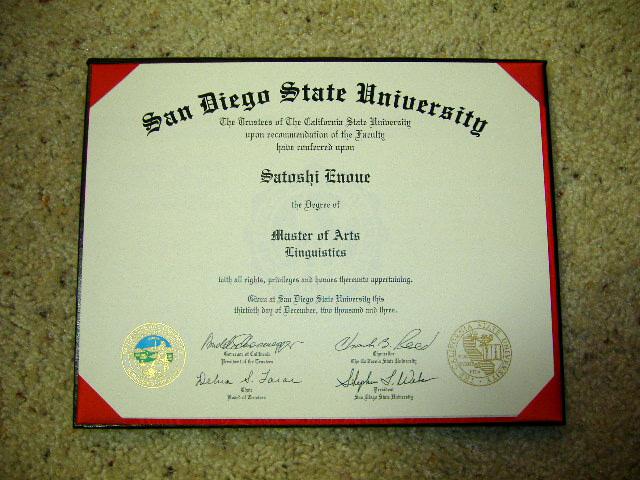 San Diego State University
The Trustees of The California State University
upon recommendation of the Faculty
have conferred upon
Satoshi Enoue
the Degree of
Master of Arts
Linguistics
with all rights, privileges and honors thereunto appertaining.
Given at San Diego State University this
thirtieth day of December, two thousand and three.
Governor of California
President of the Trustees
Chancellor
The California State University
Chair
Board of Trustees
President
San Diego State University